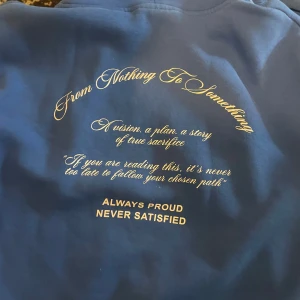 From Nothing To Something
A vision, a plan, a story
of true sacrifice
"If you are reading this, it's never
too late to follow your chosen path"
ALWAYS PROUD
NEVER SATISFIED